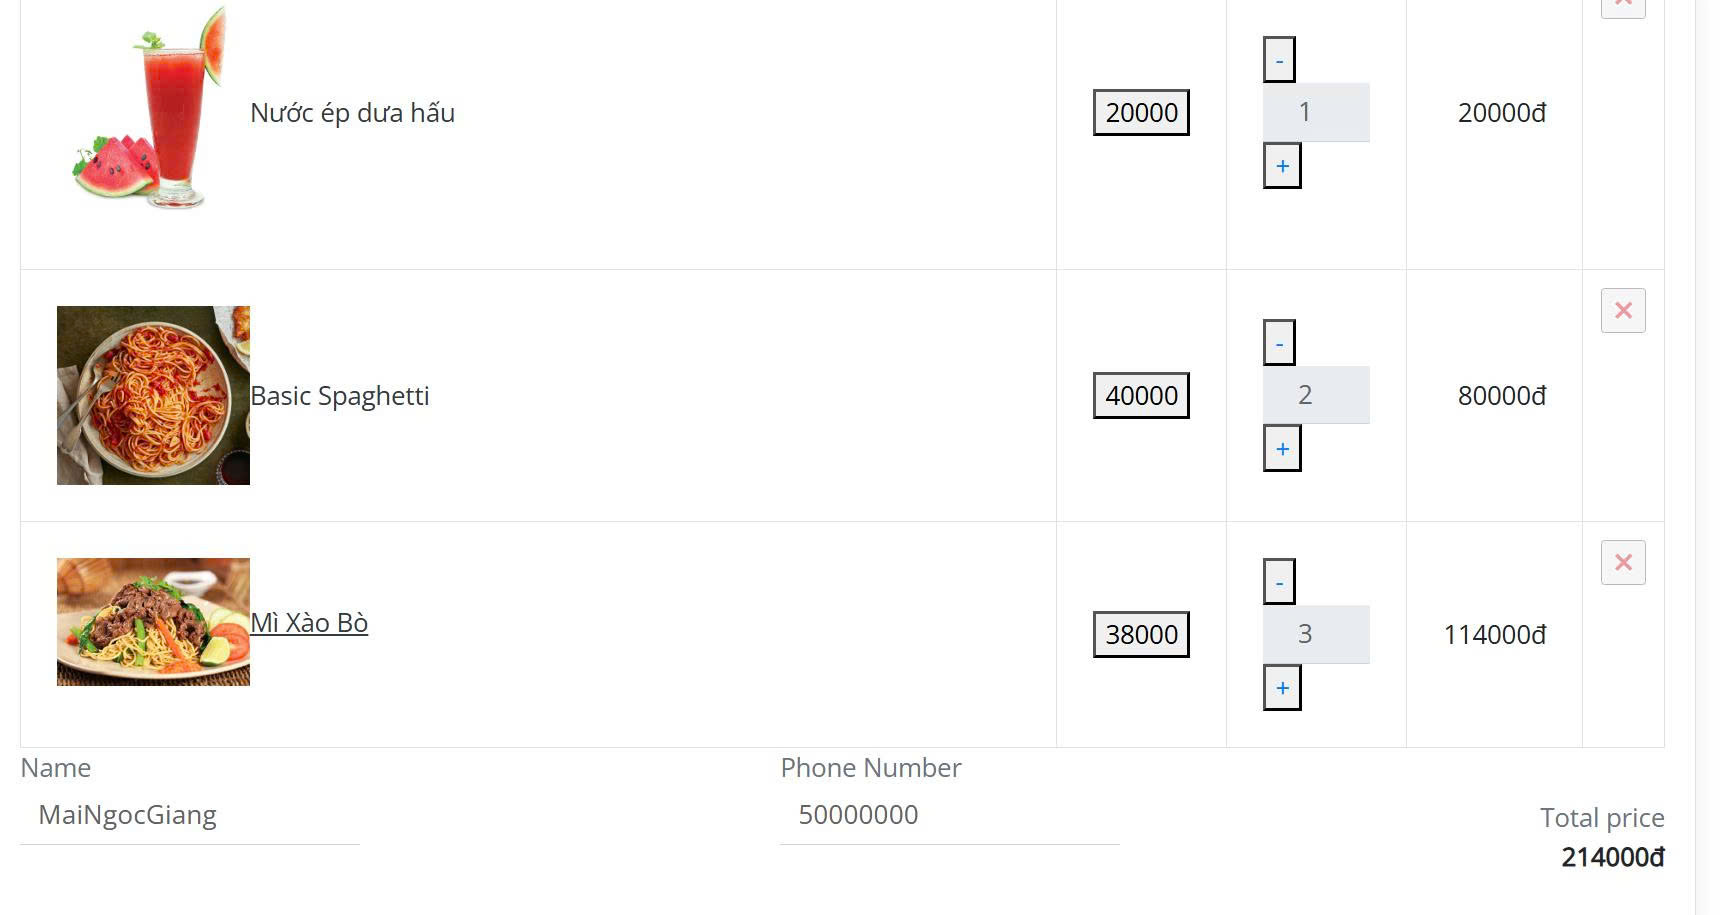 Nước ép dưa hấu
20000
-
1
+
20000đ
Basic Spaghetti
40000
-
2
+
80000đ
Mì Xào Bò
38000
-
3
+
114000đ
Name
MaiNgocGiang
Phone Number
50000000
Total price
214000đ